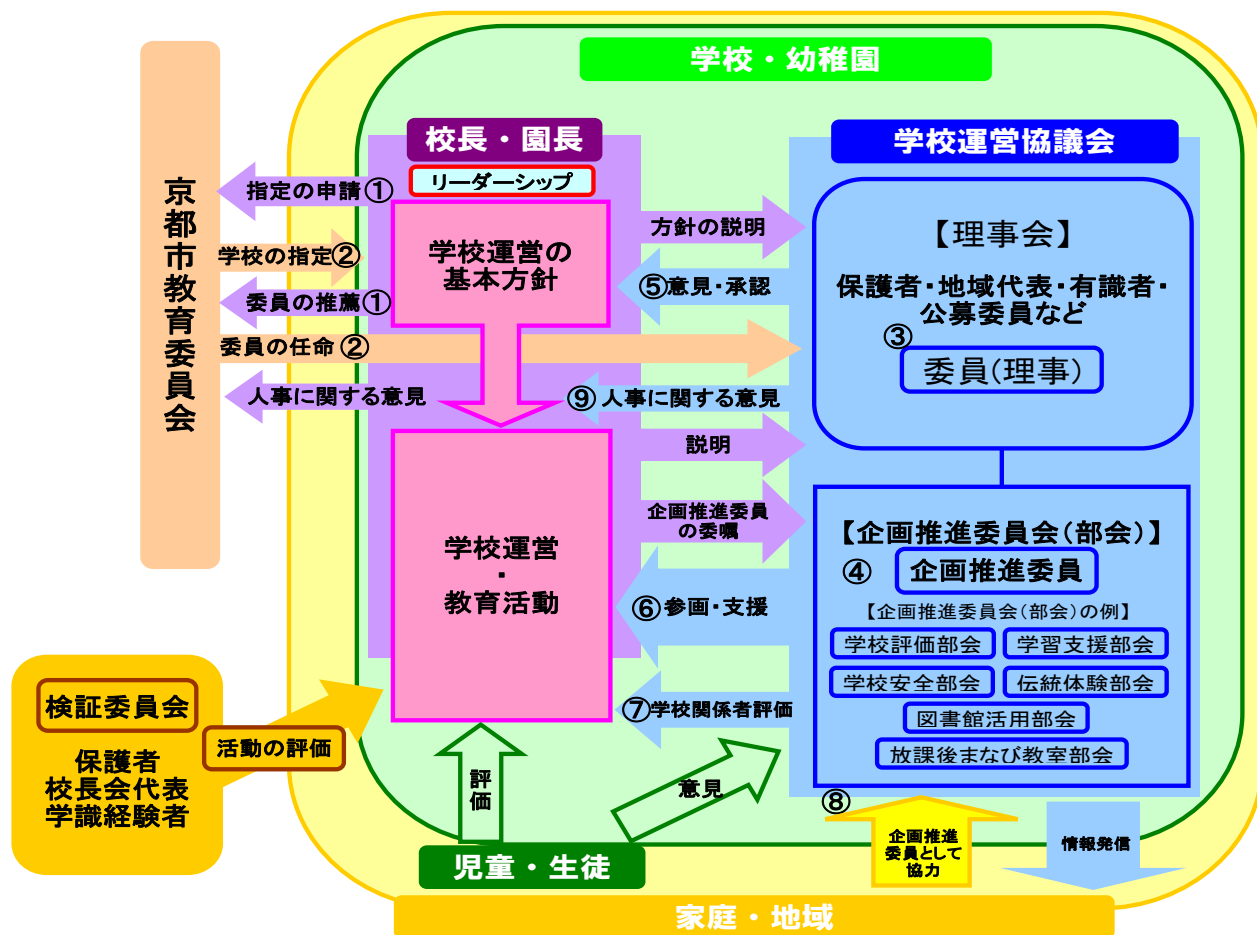 学校・幼稚園
校長・園長
リーダーシップ
学校運営協議会
京都市教育委員会
指定の申請①
学校の指定②
委員の推薦①
委員の任命②
人事に関する意見
学校運営の
基本方針
方針の説明
⑤意見・承認
⑨人事に関する意見
説明
企画推進委員
の委嘱
⑥参画・支援
⑦学校関係者評価
学校運営
・
教育活動
【理事会】
保護者・地域代表・有識者・
公募委員など
③
委員(理事)
【企画推進委員会(部会)】
④
企画推進委員
【企画推進委員会(部会)の例】
学校評価部会
学習支援部会
学校安全部会
伝統体験部会
図書館活用部会
放課後まなび教室部会
検証委員会
保護者
校長会代表
学識経験者
活動の評価
評価
意見
⑧
企画推進
委員として
協力
情報発信
児童・生徒
家庭・地域